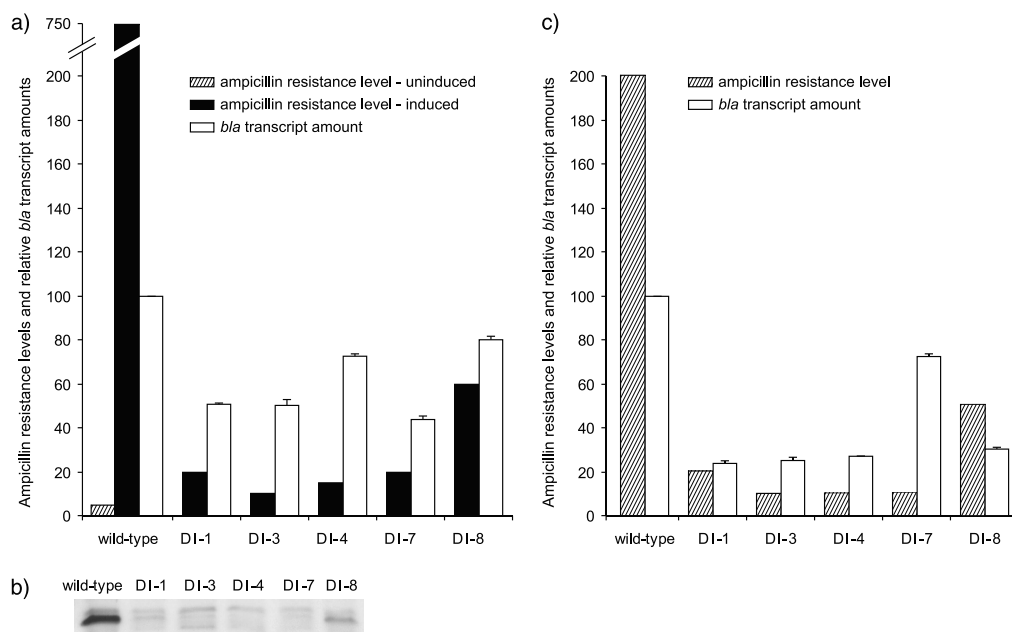 a)
Ampicillin resistance levels and relative bla transcript amounts
750
200
180
160
140
120
100
80
60
40
20
0
ampicillin resistance level - uninduced
ampicillin resistance level - induced
bla transcript amount
wild-type DI-1 DI-3 DI-4 DI-7 DI-8
c)
Ampicillin resistance levels and relative bla transcript amounts
200
180
160
140
120
100
80
60
40
20
0
ampicillin resistance level
bla transcript amount
wild-type DI-1 DI-3 DI-4 DI-7 DI-8
b)
wild-type DI-1 DI-3 DI-4 DI-7 DI-8